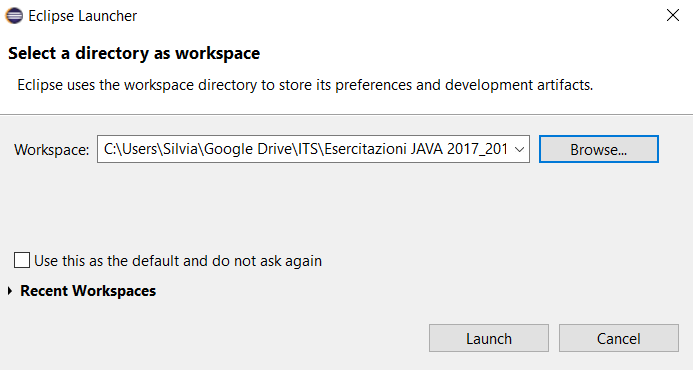 Eclipse Launcher
Select a directory as workspace
Eclipse uses the workspace directory to store its preferences and development artifacts.
Workspace: C:\Users\Silvia\Google Drive\ITS\Esercitazioni JAVA 2017_201 Browse...
Use this as the default and do not ask again
Recent Workspaces
Launch Cancel